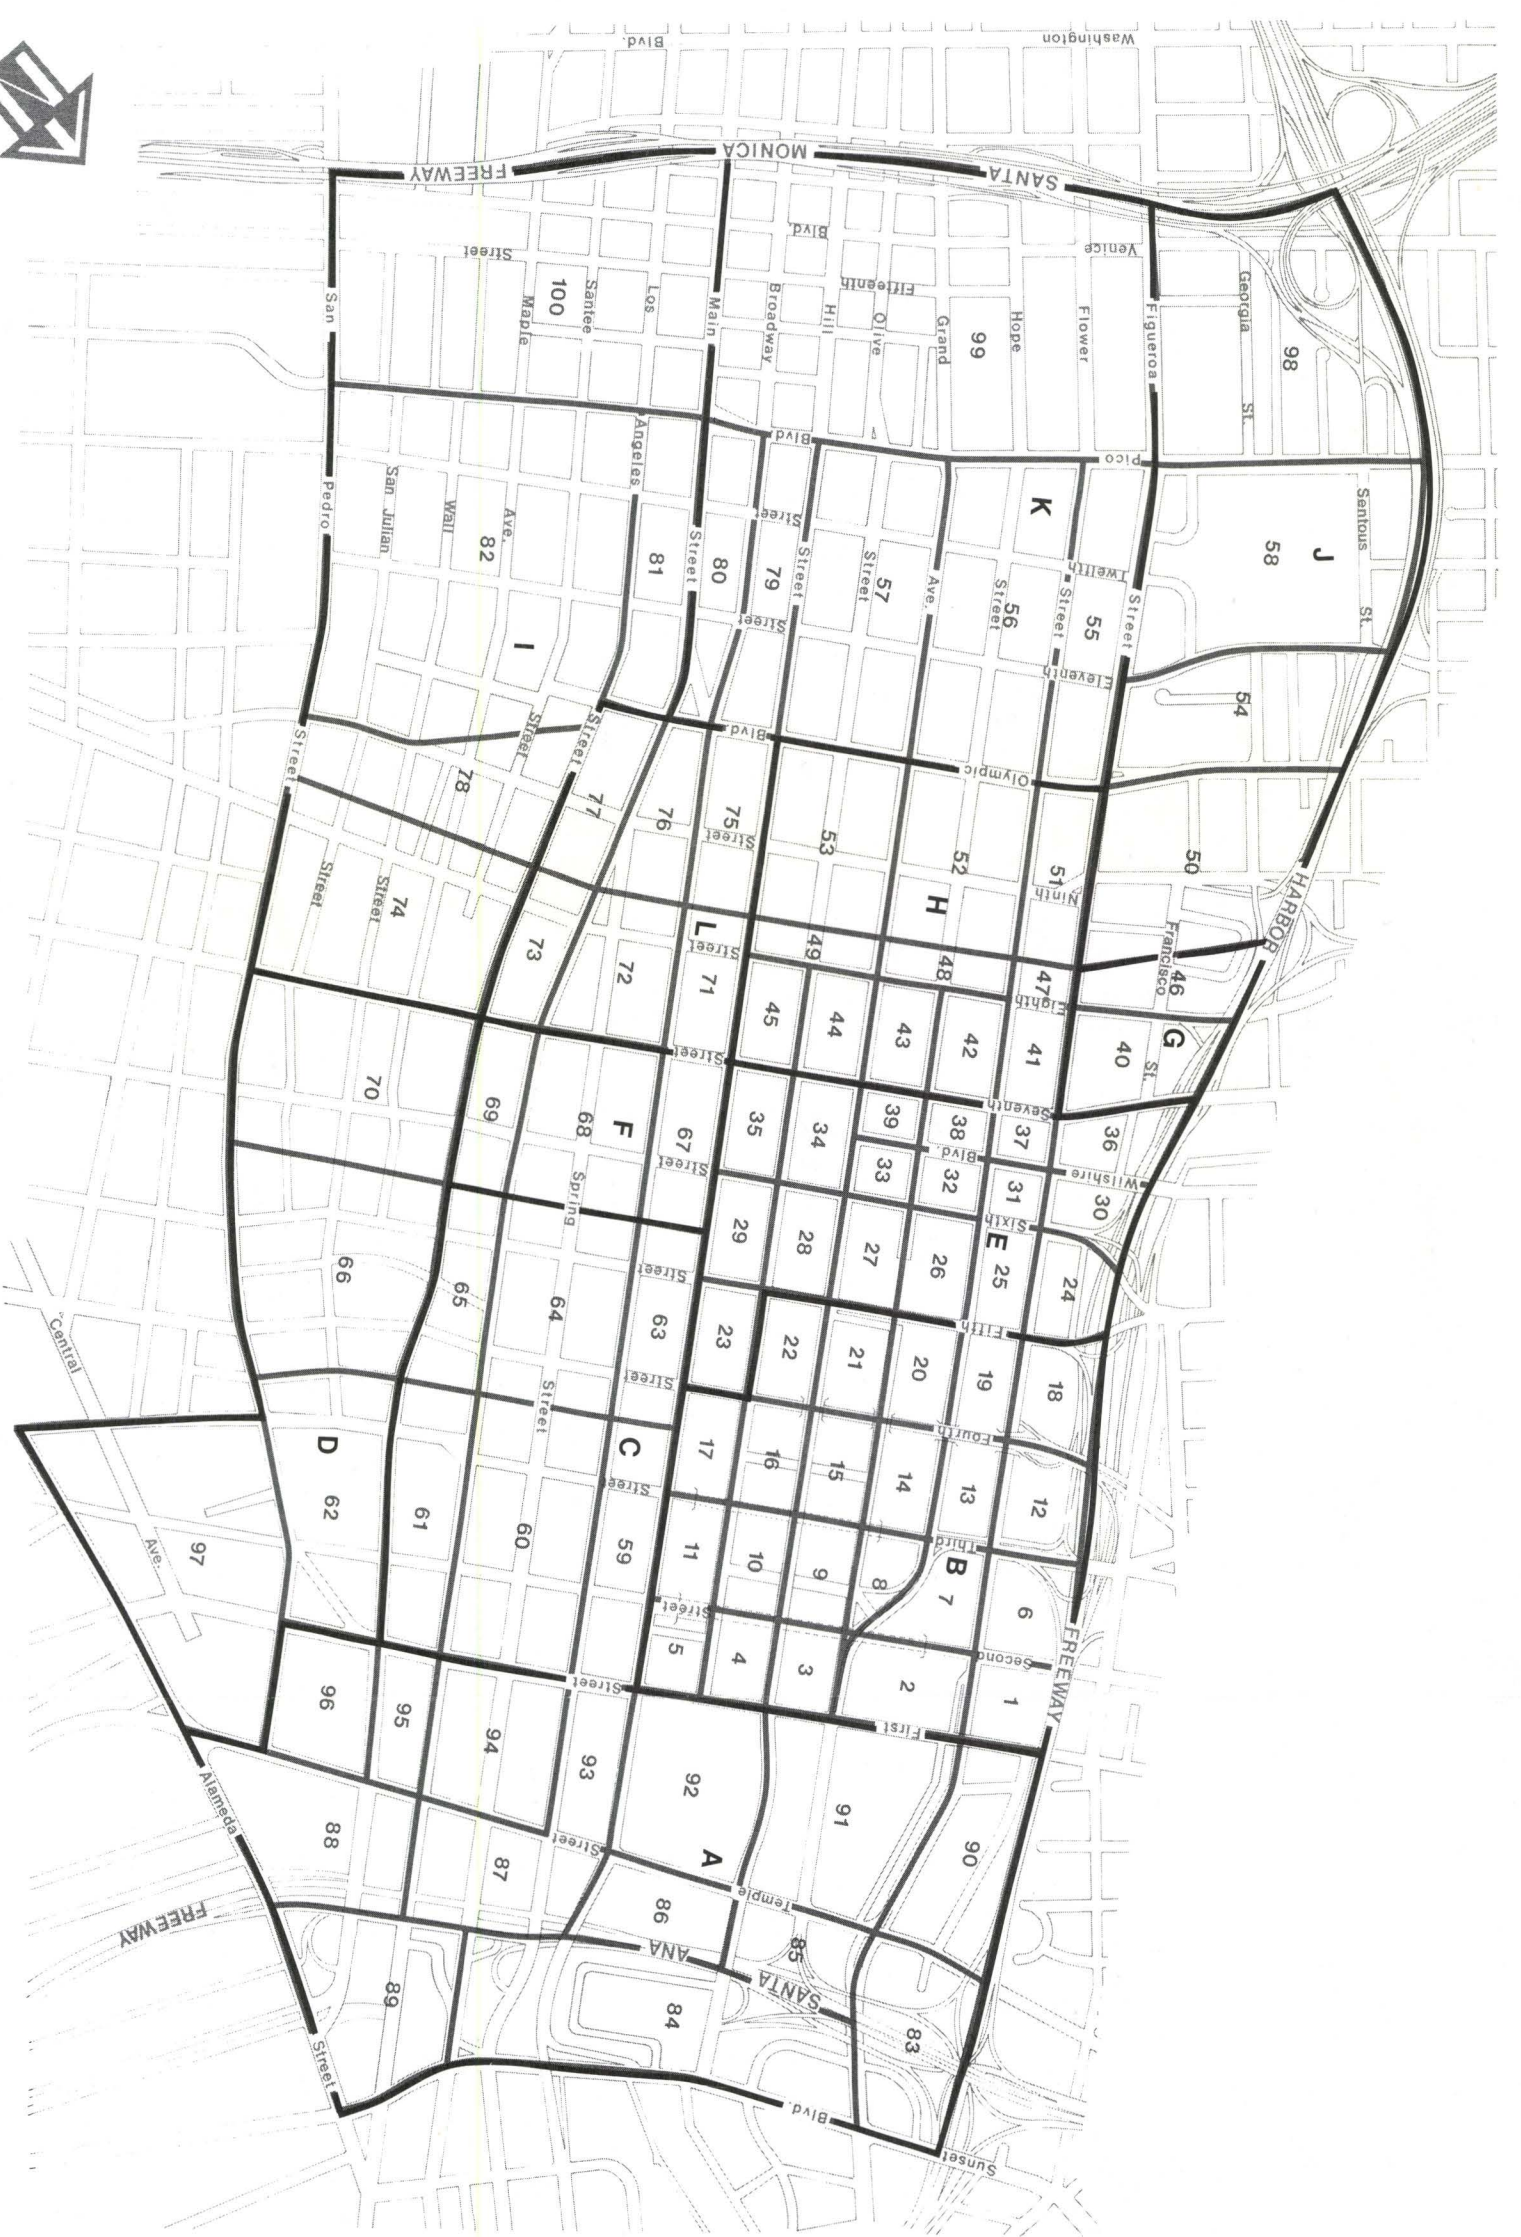 Washington
Blvd.
SANTA
MONICA
FREEWAY
Venice
Blvd.
Fifteenth
Street
Georgia
St.
98
Figueroa
Flower
Hope
99
Grand
Olive
Hill
Broadway
Main
Los
Santee
100
Maple
San
Pico
Blvd.
Sentous
St.
J
58
K
Twelfth
Street
Street
55
Street
56
Street
Ave.
57
Street
Street
79
Street
80
Street
81
Angeles
Ave.
82
Wall
San Julian
Pedro
I
Eleventh
Street
Street
54
Olympic
Blvd.
Street
Street
HARBOR
50
51
Ninth
52
53
75
Street
76
77
78
H
Francisco
46
St.
47
Eighth
48
49
L
Street
71
72
73
74
Street
Street
G
40
41
42
43
44
45
Seventh
Street
36
37
38
39
34
35
67
F
68
69
70
Wilshire
Blvd.
30
31
32
33
Sixth
Street
Spring
E
24
25
26
27
28
29
Street
63
64
65
66
Fifth
Street
18
19
20
21
22
23
Street
Central
Ave.
Fourth
Street
12
13
14
15
16
17
C
59
60
61
D
62
97
Third
B
6
7
8
9
10
11
Street
FREEWAY
Second
1
2
3
4
5
First
Street
90
91
92
93
94
95
96
A
Temple
Street
Alameda
Street
85
86
87
88
SANTA
ANA
FREEWAY
83
84
89
Sunset
Blvd.